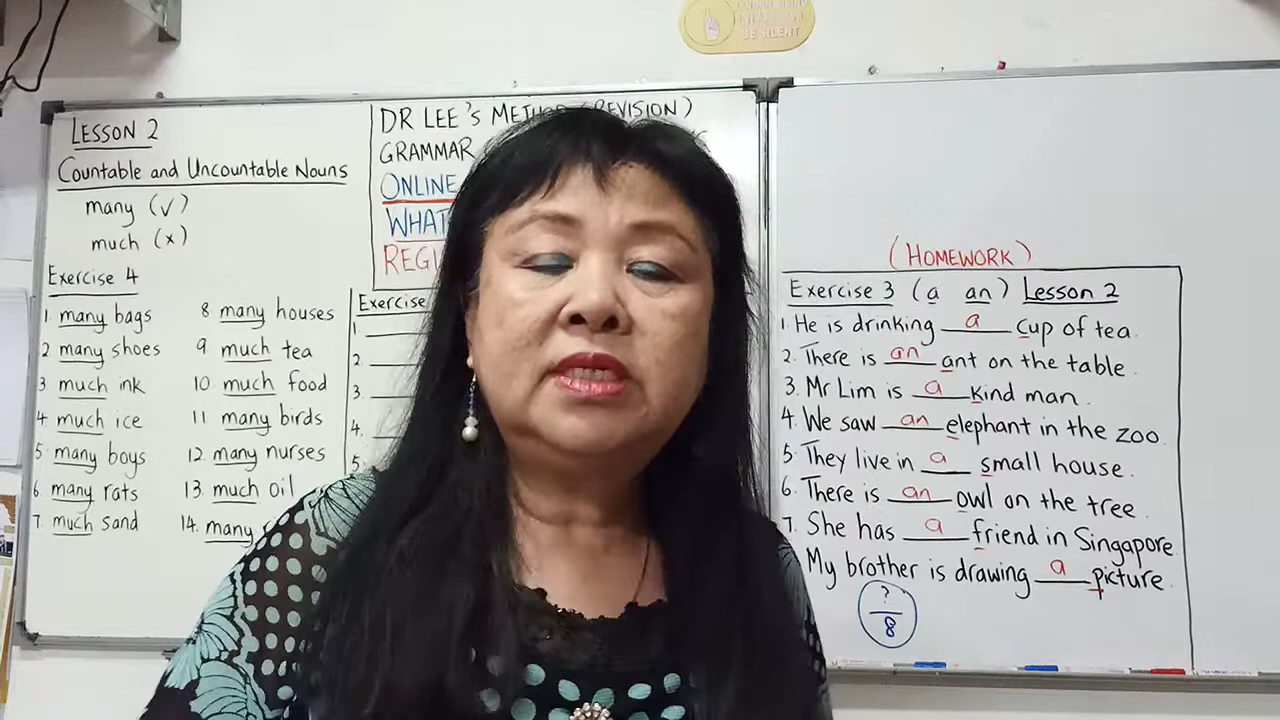 BE SILENT
LESSON 2
Countable and Uncountable Nouns
many (√)
much (x)
Exercise 4
1. many bags
2 many shoes
3 much ink
4 much ice
5 many boys
6 many rats
7. much sand
8 many houses
9 much tea
10 much food
11 many birds
12. many nurses
13. much oil
14. many
DR LEE'S (REVISION)
GRAMMAR
ONLINE
Exercise
1.
2.
3.
4.
5.
(HOMEWORK)
Exercise 3 (a an) Lesson 2
1. He is drinking a cup of tea.
2. There is an ant on the table.
3. Mr Lim is a kind man.
4. We saw an elephant in the zoo.
5. They live in a small house.
6. There is an owl on the tree.
7. She has a friend in Singapore.
My brother is drawing a picture.
?
8